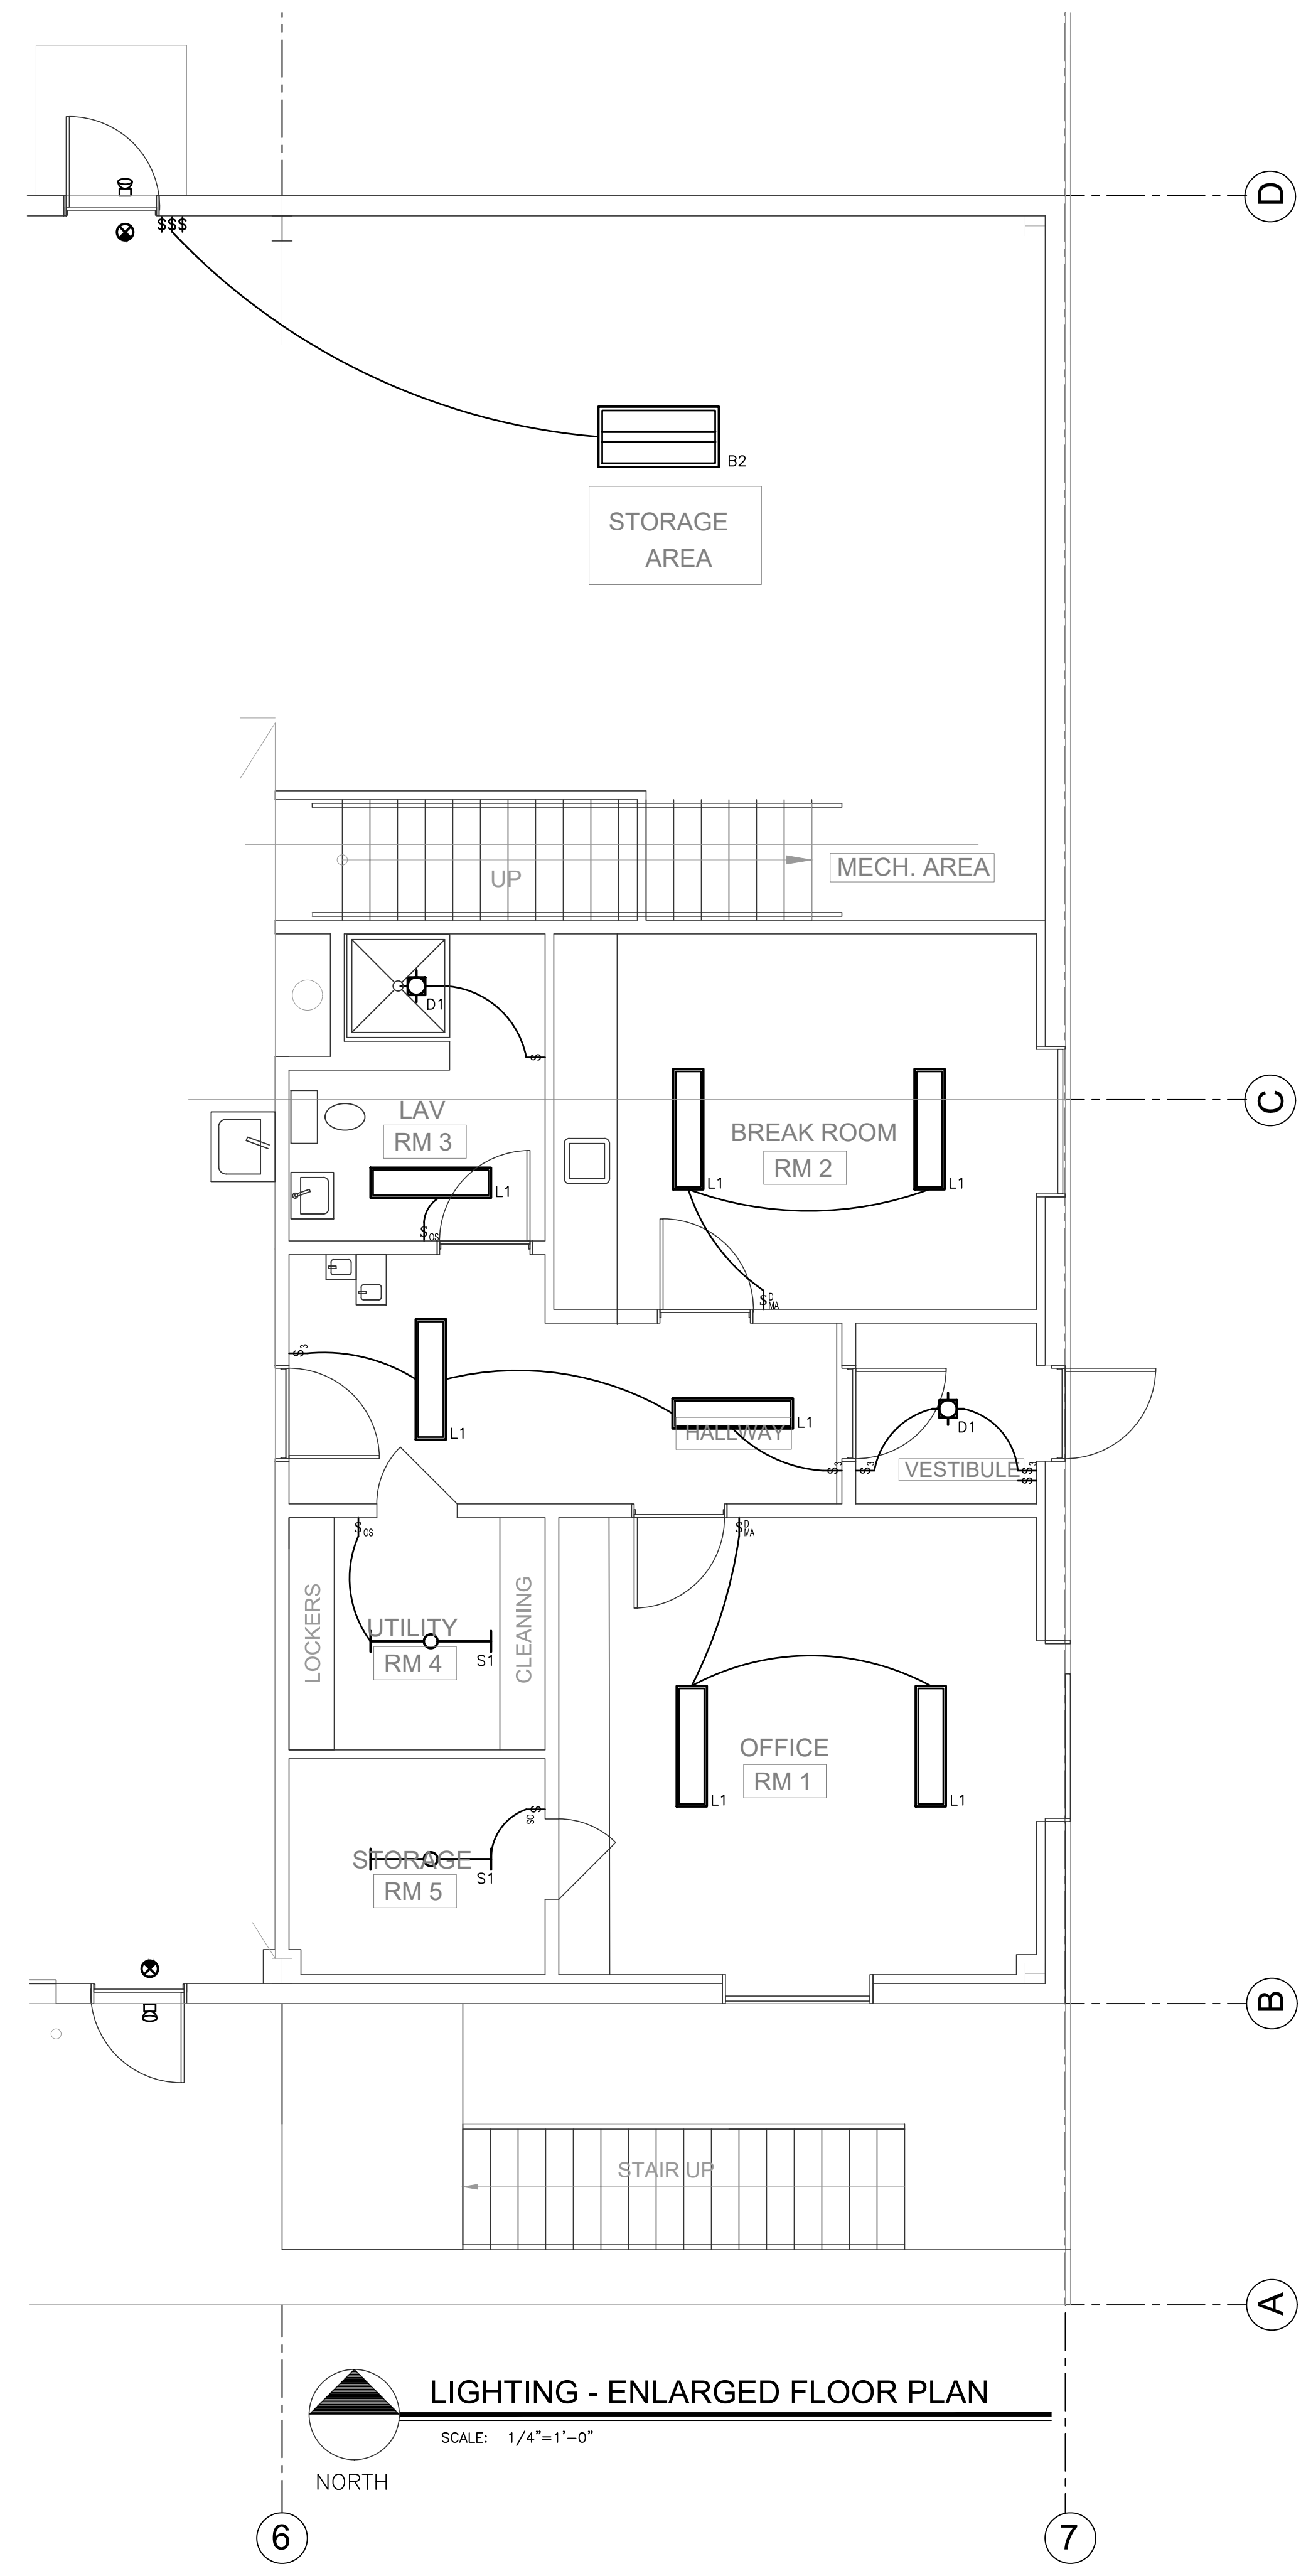 D
$$$
B2
STORAGE
AREA
UP
MECH. AREA
D1
$
C
LAV
RM 3
L1
$OS
BREAK ROOM
RM 2
L1
L1
$D
MA
$3
L1
HALLWAY
L1
$3
$3
D1
VESTIBULE
$3
$
$OS
$D
MA
LOCKERS
UTILITY
RM 4
S1
CLEANING
OFFICE
RM 1
L1
L1
$
OS
STORAGE
RM 5
S1
B
STAIR UP
A
LIGHTING - ENLARGED FLOOR PLAN
SCALE: 1/4"=1'-0"
NORTH
6
7